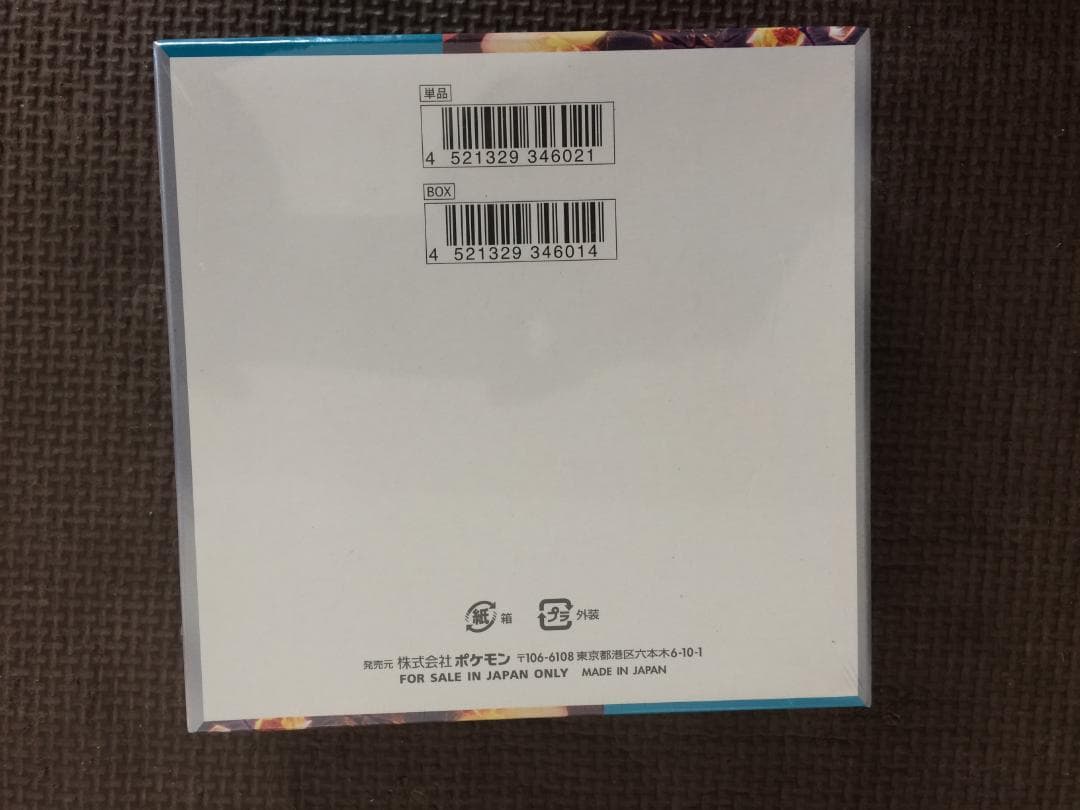 単品
4 521329 346021
BOX
4 521329 346014
紙 箱 プラ 外装
発売元 株式会社 ポケモン 〒106-6108 東京都港区六本木6-10-1
FOR SALE IN JAPAN ONLY MADE IN JAPAN